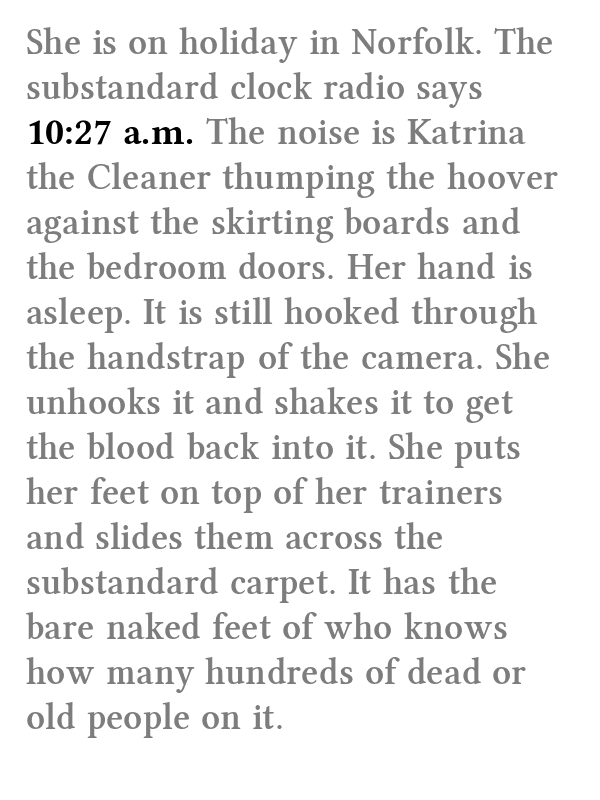 She is on holiday in Norfolk. The
substandard clock radio says
10:27 a.m. The noise is Katrina
the Cleaner thumping the hoover
against the skirting boards and
the bedroom doors. Her hand is
asleep. It is still hooked through
the handstrap of the camera. She
unhooks it and shakes it to get
the blood back into it. She puts
her feet on top of her trainers
and slides them across the
substandard carpet. It has the
bare naked feet of who knows
how many hundreds of dead or
old people on it.